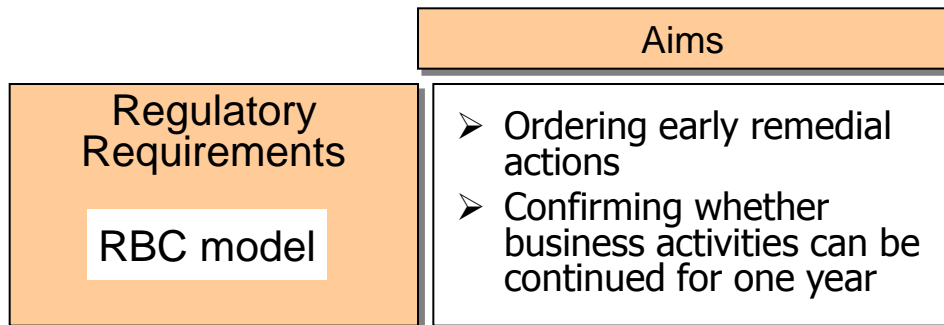 Aims
Regulatory
Requirements
RBC model
➢ Ordering early remedial
actions
➢ Confirming whether
business activities can be
continued for one year